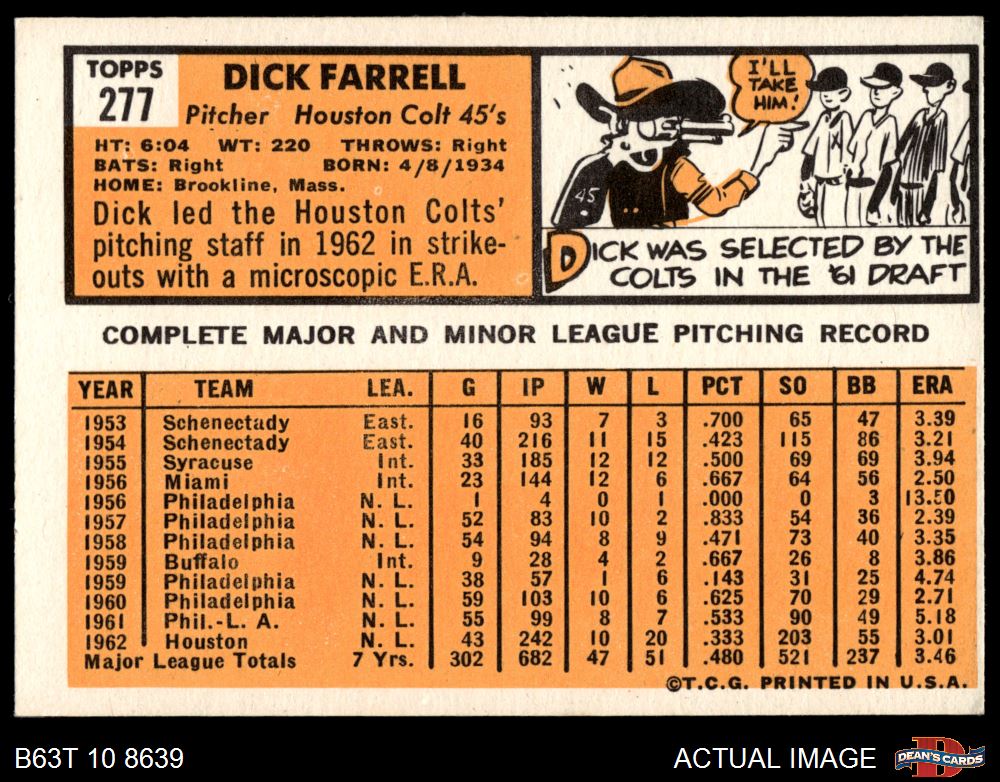 TOPPS
277
DICK FARRELL
Pitcher Houston Colt 45's
HT: 6:04 WT: 220 THROWS: Right
BATS: Right BORN: 4/8/1934
HOME: Brookline, Mass.
Dick led the Houston Colts'
pitching staff in 1962 in strike-
outs with a microscopic E.R.A.
I'LL
TAKE
HIM!
45
DICK WAS SELECTED BY THE
COLTS IN THE '61 DRAFT
COMPLETE MAJOR AND MINOR LEAGUE PITCHING RECORD
YEAR TEAM LEA. G IP W L PCT SO BB ERA
1953 Schenectady East. 16 93 7 3 .700 65 47 3.39
1954 Schenectady East. 40 216 11 15 .423 115 86 3.21
1955 Syracuse Int. 33 185 12 12 .500 69 69 3.94
1956 Miami Int. 23 144 12 6 .667 64 56 2.50
1956 Philadelphia N. L. 1 4 0 1 .000 0 3 13.50
1957 Philadelphia N. L. 52 83 10 2 .833 54 36 2.39
1958 Philadelphia N. L. 54 94 8 9 .471 73 40 3.35
1959 Buffalo Int. 9 28 4 2 .667 26 8 3.86
1959 Philadelphia N. L. 38 57 1 6 .143 31 25 4.74
1960 Philadelphia N. L. 59 103 10 6 .625 70 29 2.71
1961 Phil.-L. A. N. L. 55 99 8 7 .533 90 49 5.18
1962 Houston N. L. 43 242 10 20 .333 203 55 3.01
Major League Totals 7 Yrs. 302 682 47 51 .480 521 237 3.46
©T.C.G. PRINTED IN U.S.A.
B63T 10 8639
ACTUAL IMAGE
DEAN'S CARDS